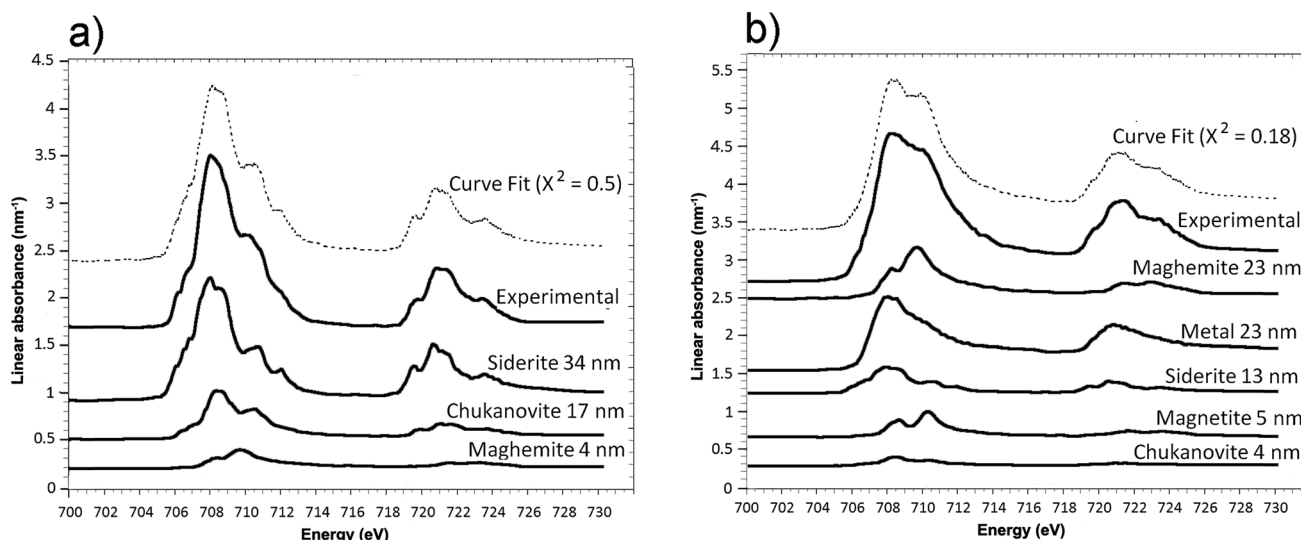 a)
4.5
4
3.5
3
2.5
2
1.5
1
0.5
0
Linear absorbance (nm⁻¹)
Curve Fit (X² = 0.5)
Experimental
Siderite 34 nm
Chukanovite 17 nm
Maghemite 4 nm
700 702 704 706 708 710 712 714 716 718 720 722 724 726 728 730
Energy (eV)
b)
5.5
5
4.5
4
3.5
3
2.5
2
1.5
1
0.5
0
Linear absorbance (nm⁻¹)
Curve Fit (X² = 0.18)
Experimental
Maghemite 23 nm
Metal 23 nm
Siderite 13 nm
Magnetite 5 nm
Chukanovite 4 nm
700 702 704 706 708 710 712 714 716 718 720 722 724 726 728 730
Energy (eV)